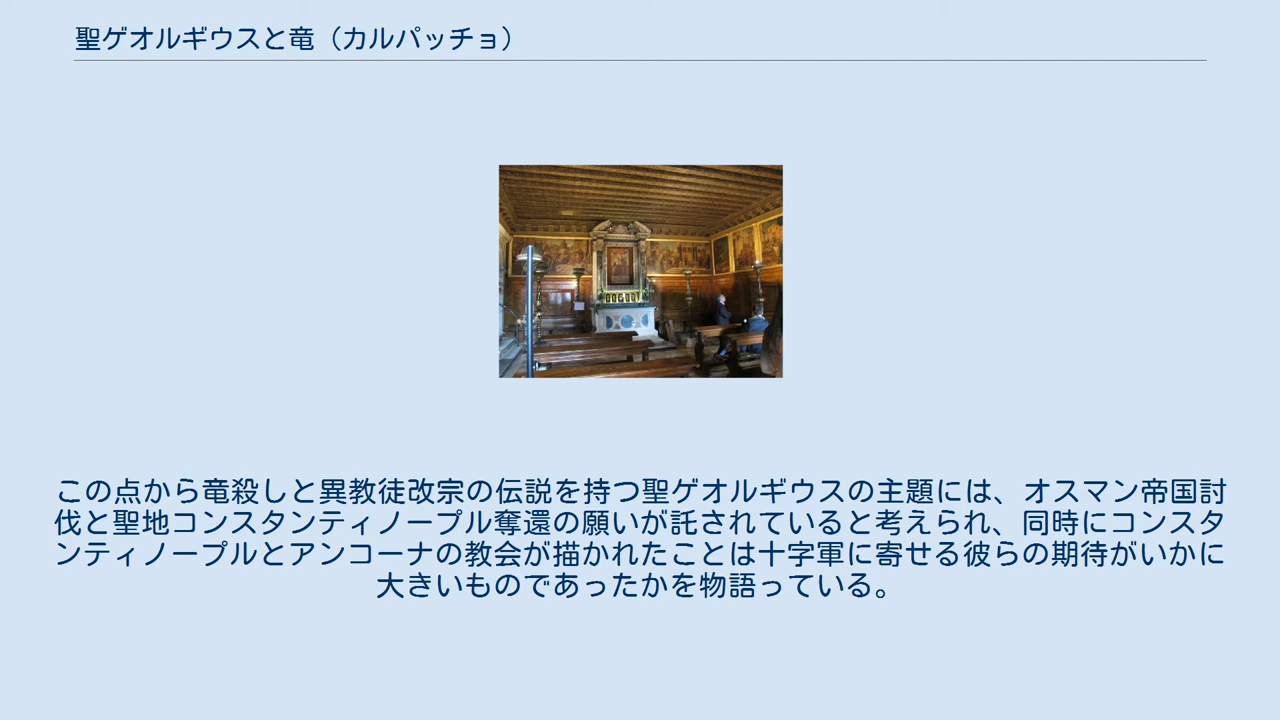 聖ゲオルギウスと竜（カルパッチョ）
この点から竜殺しと異教徒改宗の伝説を持つ聖ゲオルギウスの主題には、オスマン帝国討
伐と聖地コンスタンティノープル奪還の願いが託されていると考えられ、同時にコンスタ
ンティノープルとアンコーナの教会が描かれたことは十字軍に寄せる彼らの期待がいかに
大きいものであったかを物語っている。